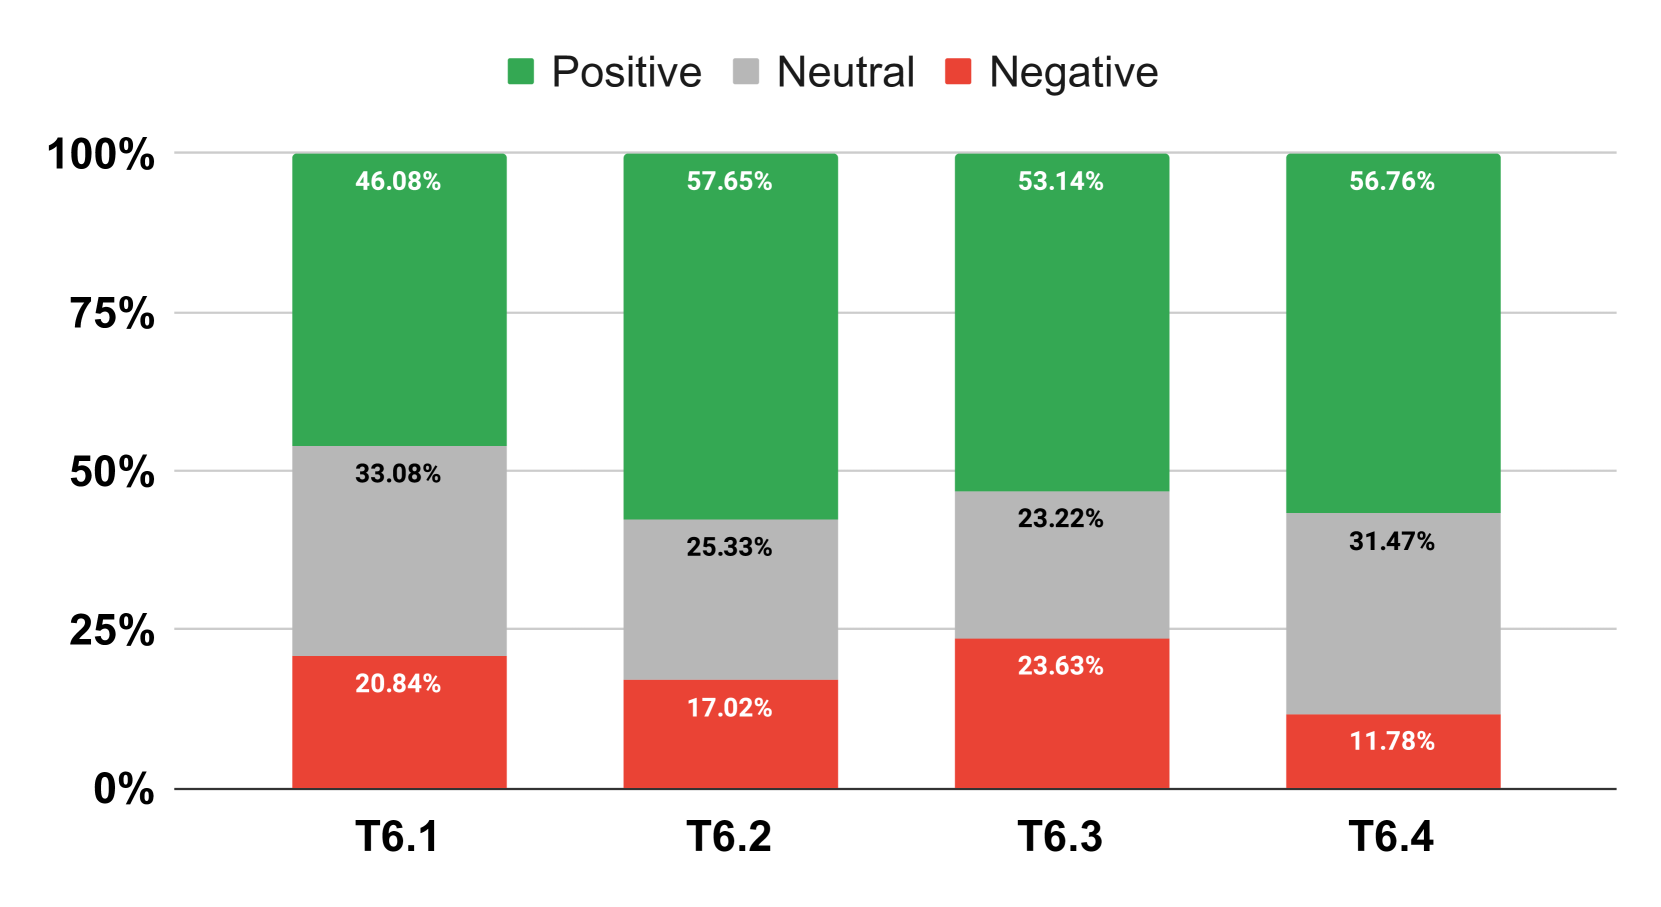 Positive Neutral Negative
100%
75%
50%
25%
0%
46.08% 57.65% 53.14% 56.76%
33.08% 25.33% 23.22% 31.47%
20.84% 17.02% 23.63% 11.78%
T6.1 T6.2 T6.3 T6.4